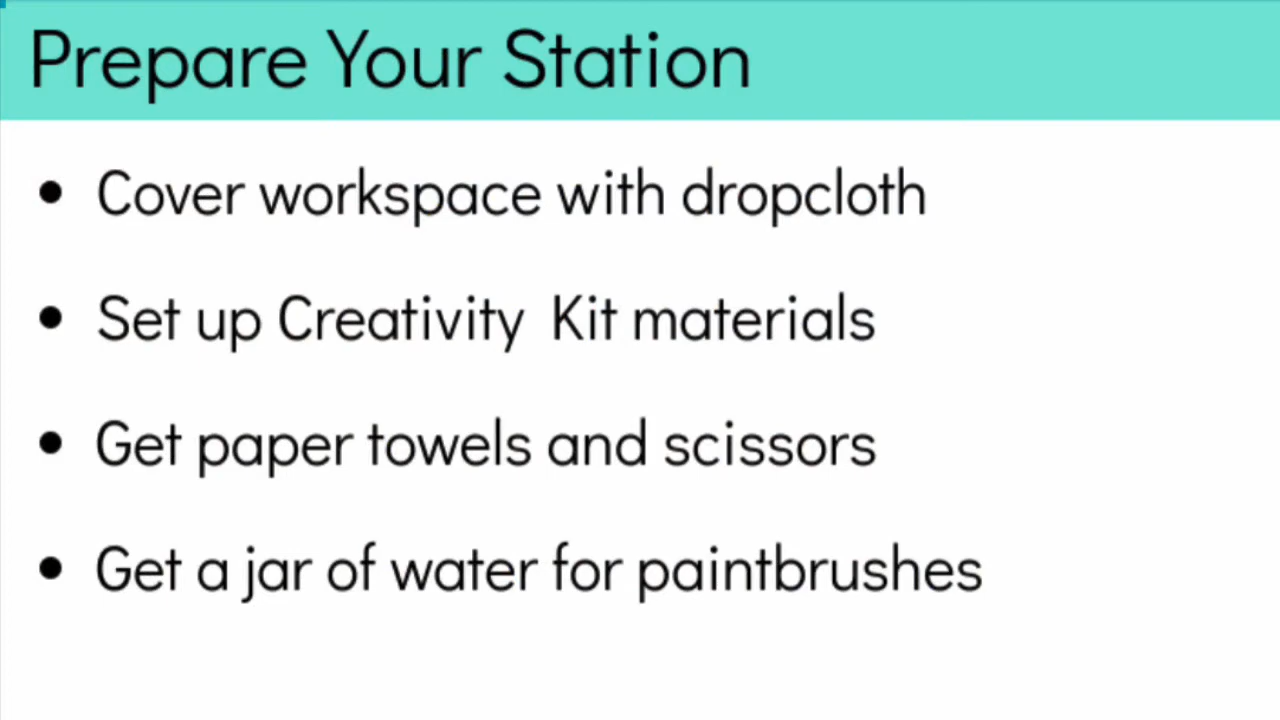 Prepare Your Station
• Cover workspace with dropcloth
• Set up Creativity  Kit materials
• Get paper towels and scissors
• Get a jar of water for paintbrushes